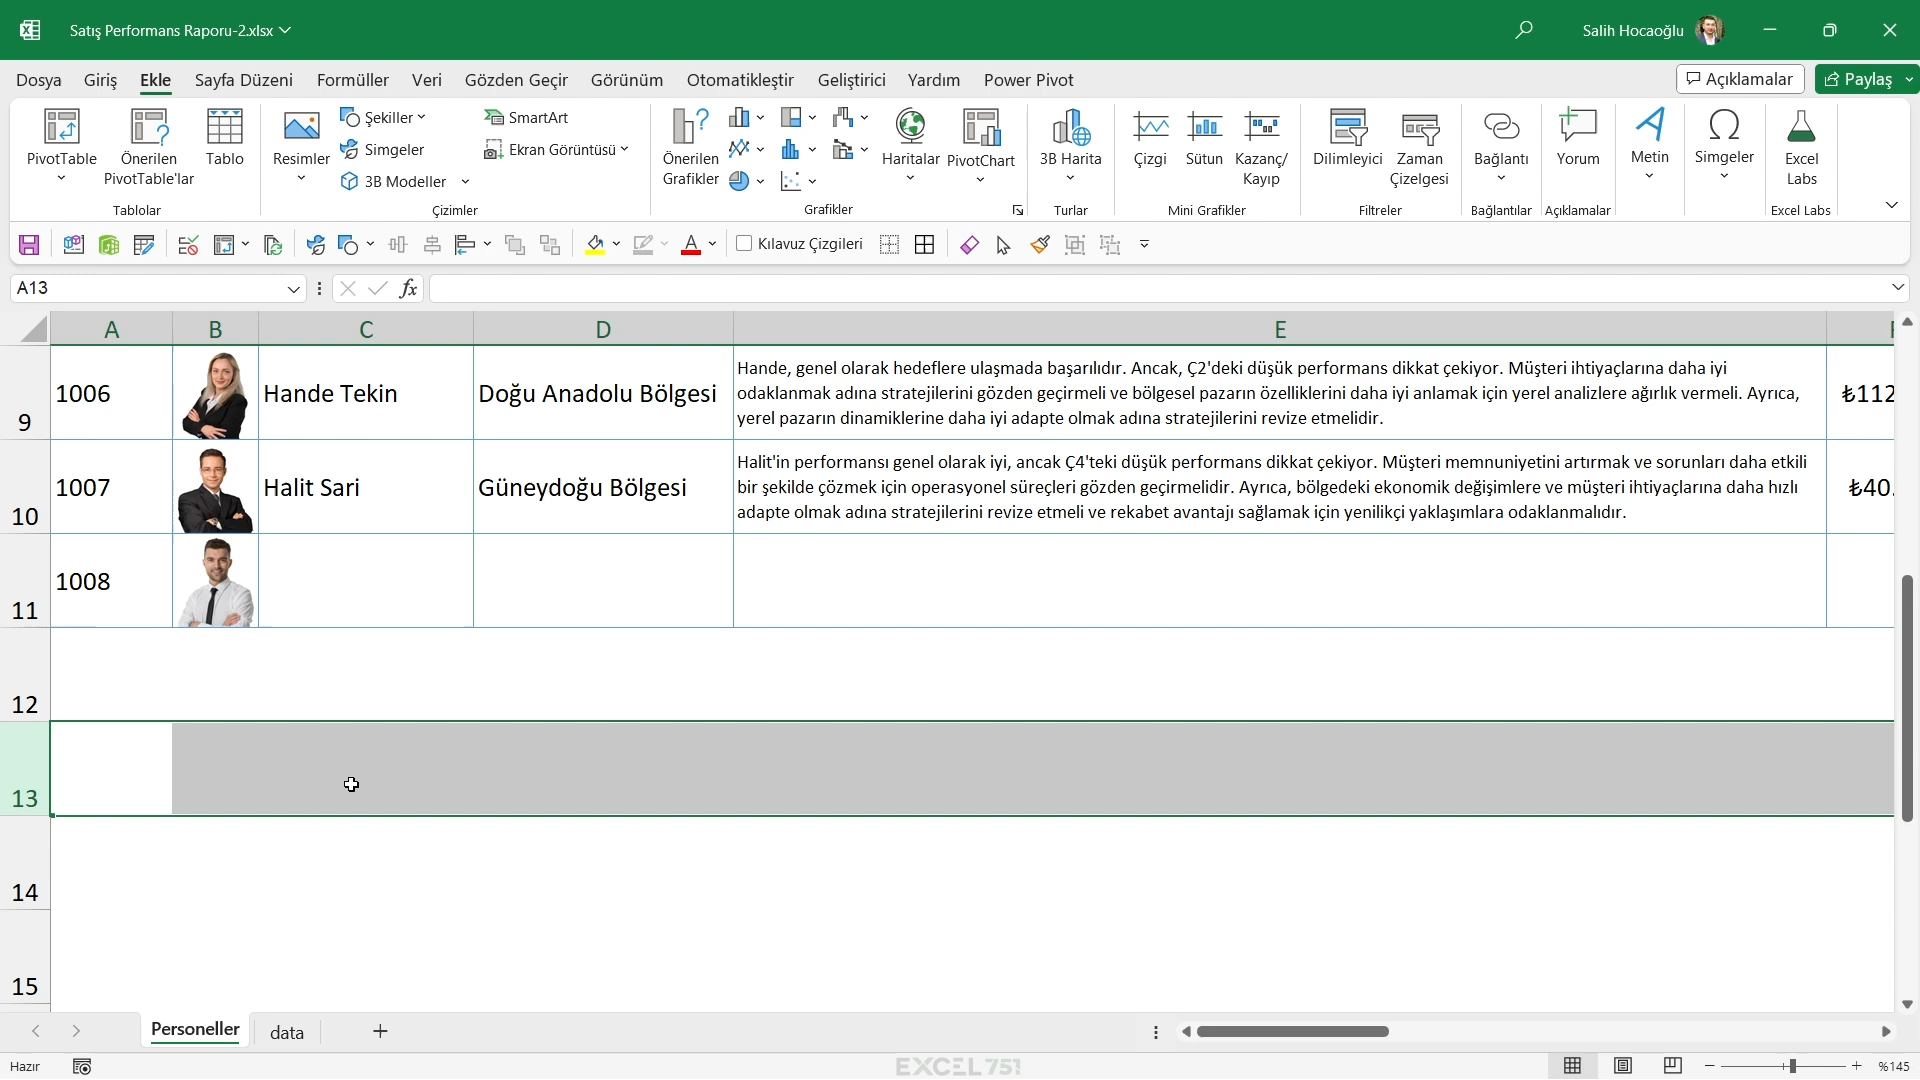 Satış Performans Raporu-2.xlsx
Salih Hocaoğlu
Dosya Giriş Ekle Sayfa Düzeni Formüller Veri Gözden Geçir Görünüm Otomatikleştir Geliştirici Yardım Power Pivot
Açıklamalar
Paylaş
PivotTable
Önerilen
PivotTable'lar
Tablo
Tablolar
Resimler
Şekiller
Simgeler
3B Modeller
SmartArt
Ekran Görüntüsü
Çizimler
Önerilen
Grafikler
Haritalar
PivotChart
Grafikler
3B Harita
Turlar
Çizgi
Sütun
Kazanç/
Kayıp
Mini Grafikler
Dilimleyici
Zaman
Çizelgesi
Filtreler
Bağlantı
Bağlantılar
Yorum
Açıklamalar
Metin
Simgeler
Excel
Labs
Excel Labs
Kılavuz Çizgileri
A13
fx
A B C D E
9
1006
Hande Tekin
Doğu Anadolu Bölgesi
Hande, genel olarak hedeflere ulaşmada başarılıdır. Ancak, Ç2'deki düşük performans dikkat çekiyor. Müşteri ihtiyaçlarına daha iyi
odaklanmak adına stratejilerini gözden geçirmeli ve bölgesel pazarın özelliklerini daha iyi anlamak için yerel analizlere ağırlık vermeli. Ayrıca,
yerel pazarın dinamiklerine daha iyi adapte olmak adına stratejilerini revize etmelidir.
₺112
10
1007
Halit Sari
Güneydoğu Bölgesi
Halit'in performansı genel olarak iyi, ancak Ç4'teki düşük performans dikkat çekiyor. Müşteri memnuniyetini artırmak ve sorunları daha etkili
bir şekilde çözmek için operasyonel süreçleri gözden geçirmelidir. Ayrıca, bölgedeki ekonomik değişimlere ve müşteri ihtiyaçlarına daha hızlı
adapte olmak adına stratejilerini revize etmeli ve rekabet avantajı sağlamak için yenilikçi yaklaşımlara odaklanmalıdır.
₺40.
11
1008
12
13
14
15
Personeller
data
Hazır
EXCEL751
%145